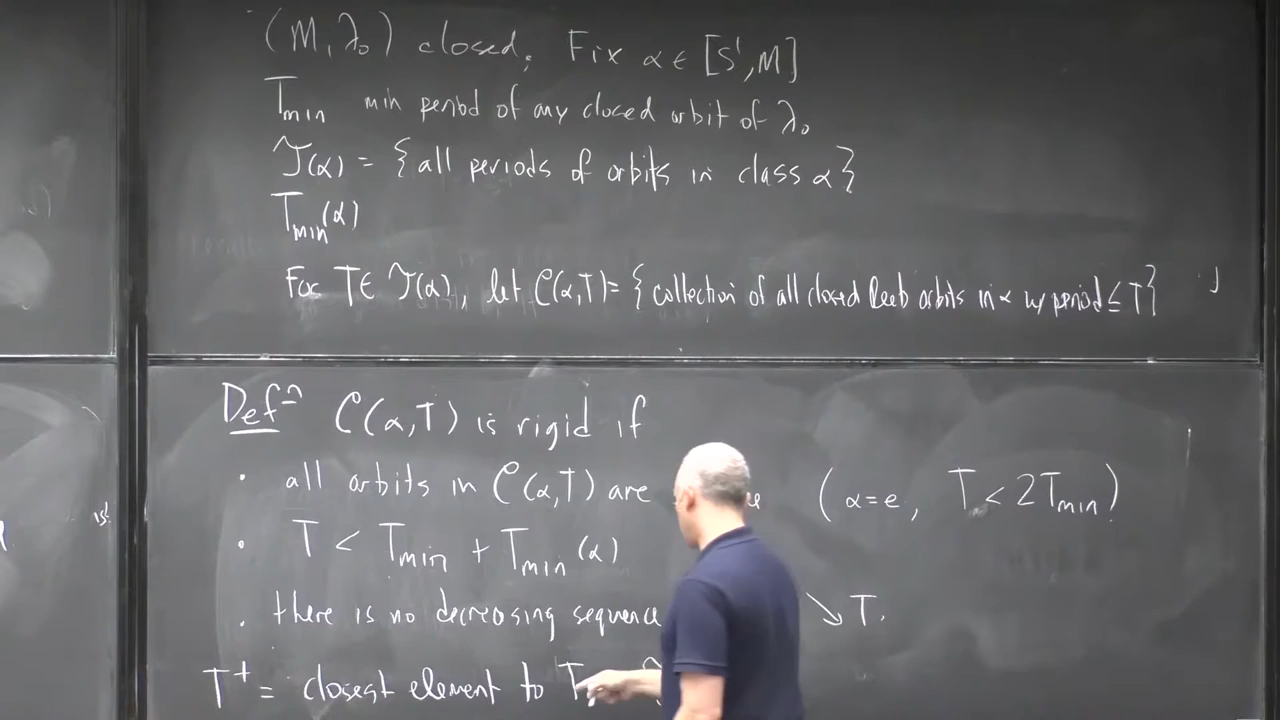 (M, λ₀) closed. Fix α ∈ [S¹, M]
T_min min period of any closed orbit of λ₀
𝒯(α) = {all periods of orbits in class α}
T_min(α)
For T ∈ 𝒯(α), let 𝒞(α,T) = {collection of all closed Reeb orbits in α w/ period ≤ T}
Defⁿ 𝒞(α,T) is rigid if
· all orbits in 𝒞(α,T) are (α=e, T < 2T_min)
· T < T_min + T_min(α)
· there is no decreasing sequence ↘ T.
T⁺ = closest element to T